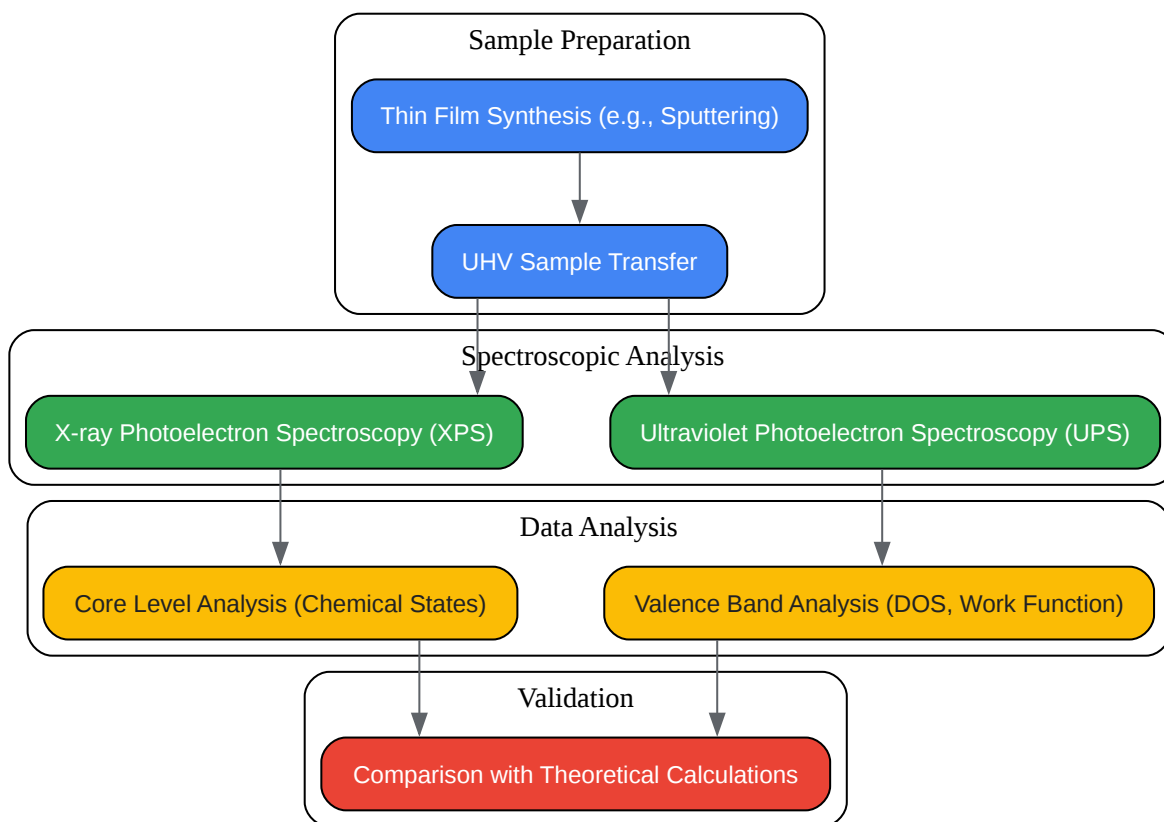 Sample Preparation
Thin Film Synthesis (e.g., Sputtering)
UHV Sample Transfer
Spectroscopic Analysis
X-ray Photoelectron Spectroscopy (XPS)
Ultraviolet Photoelectron Spectroscopy (UPS)
Data Analysis
Core Level Analysis (Chemical States)
Valence Band Analysis (DOS, Work Function)
Validation
Comparison with Theoretical Calculations